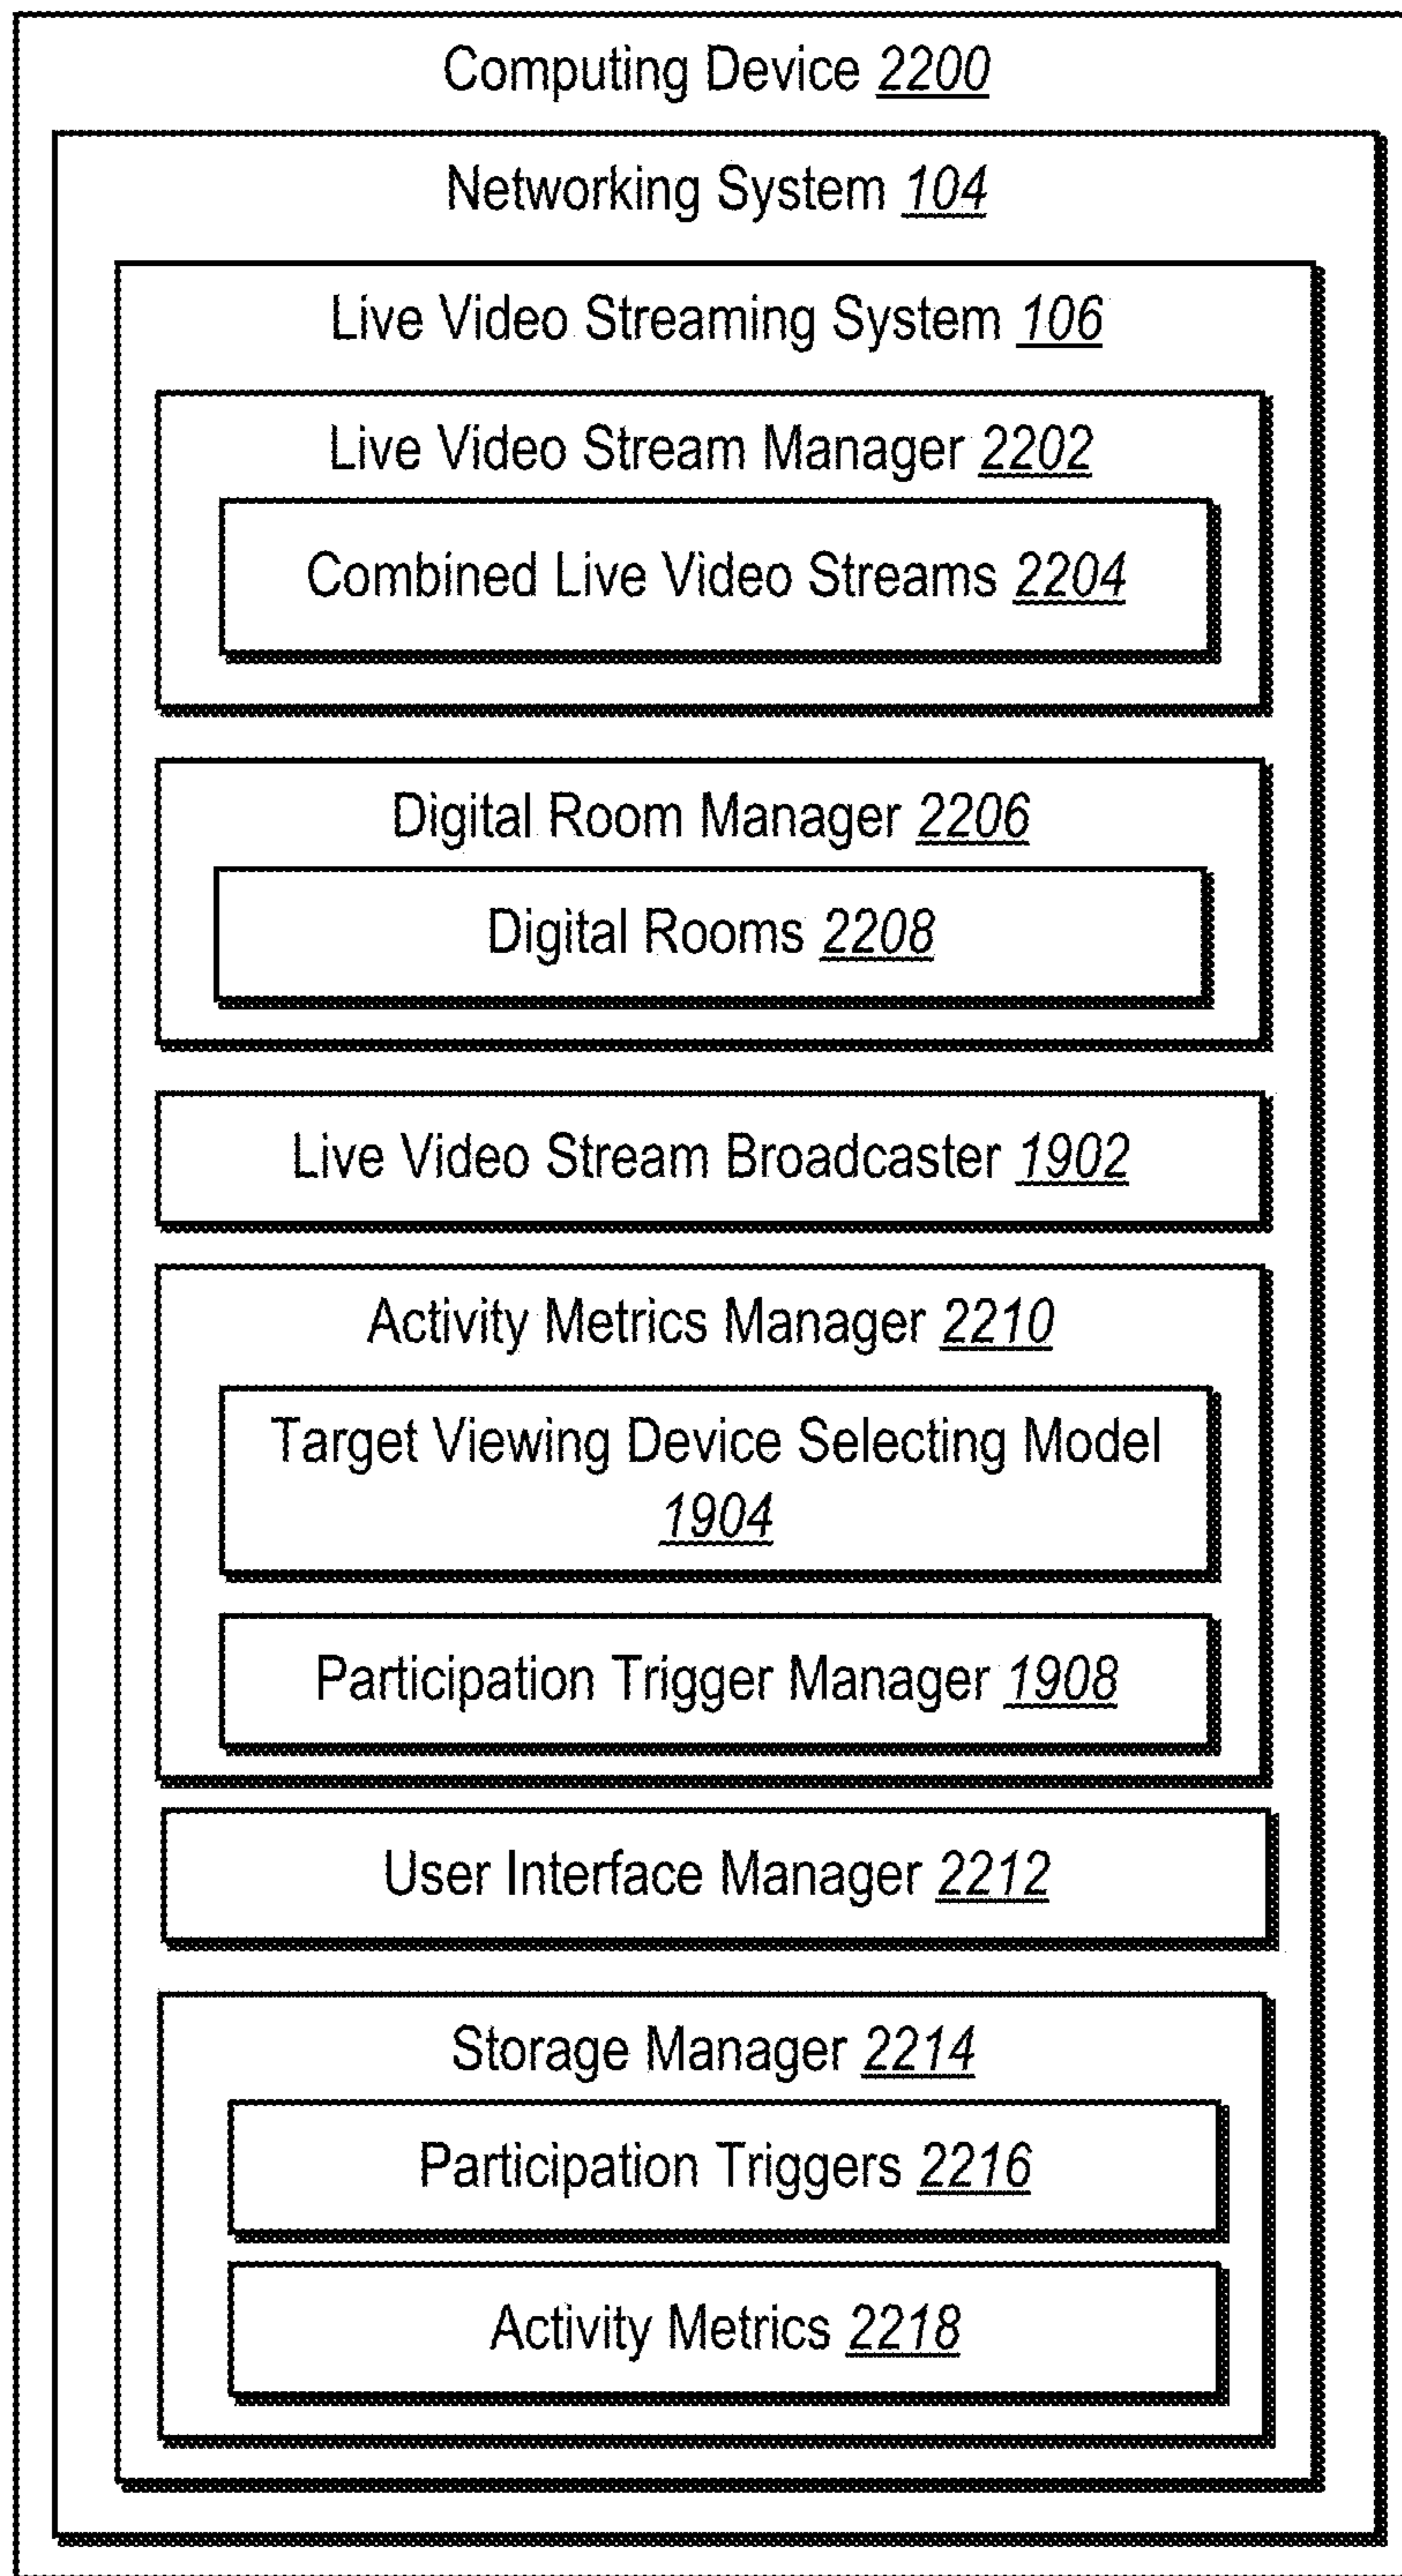 Computing Device 2200
Networking System 104
Live Video Streaming System 106
Live Video Stream Manager 2202
Combined Live Video Streams 2204
Digital Room Manager 2206
Digital Rooms 2208
Live Video Stream Broadcaster 1902
Activity Metrics Manager 2210
Target Viewing Device Selecting Model
1904
Participation Trigger Manager 1908
User Interface Manager 2212
Storage Manager 2214
Participation Triggers 2216
Activity Metrics 2218